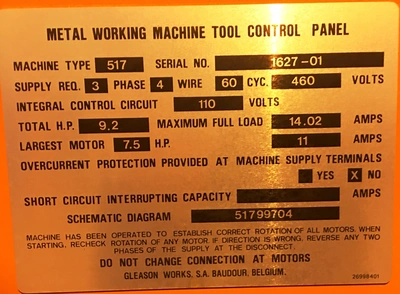 METAL WORKING MACHINE TOOL CONTROL PANEL
MACHINE TYPE 517 SERIAL NO. 1627-01
SUPPLY REQ. 3 PHASE 4 WIRE 60 CYC. 460 VOLTS
INTEGRAL CONTROL CIRCUIT 110 VOLTS
TOTAL H.P. 9.2 MAXIMUM FULL LOAD 14.02 AMPS
LARGEST MOTOR 7.5 H.P. 11 AMPS
OVERCURRENT PROTECTION PROVIDED AT MACHINE SUPPLY TERMINALS
YES X NO
SHORT CIRCUIT INTERRUPTING CAPACITY AMPS
SCHEMATIC DIAGRAM 51799704
MACHINE HAS BEEN OPERATED TO ESTABLISH CORRECT ROTATION OF ALL MOTORS. WHEN
STARTING, RECHECK ROTATION OF ANY MOTOR IF DIRECTION IS WRONG, REVERSE ANY TWO
PHASES OF THE SUPPLY AT THE DISCONNECT.
DO NOT CHANGE CONNECTION AT MOTORS
GLEASON WORKS, S.A. BAUDOUR, BELGIUM. 26998401